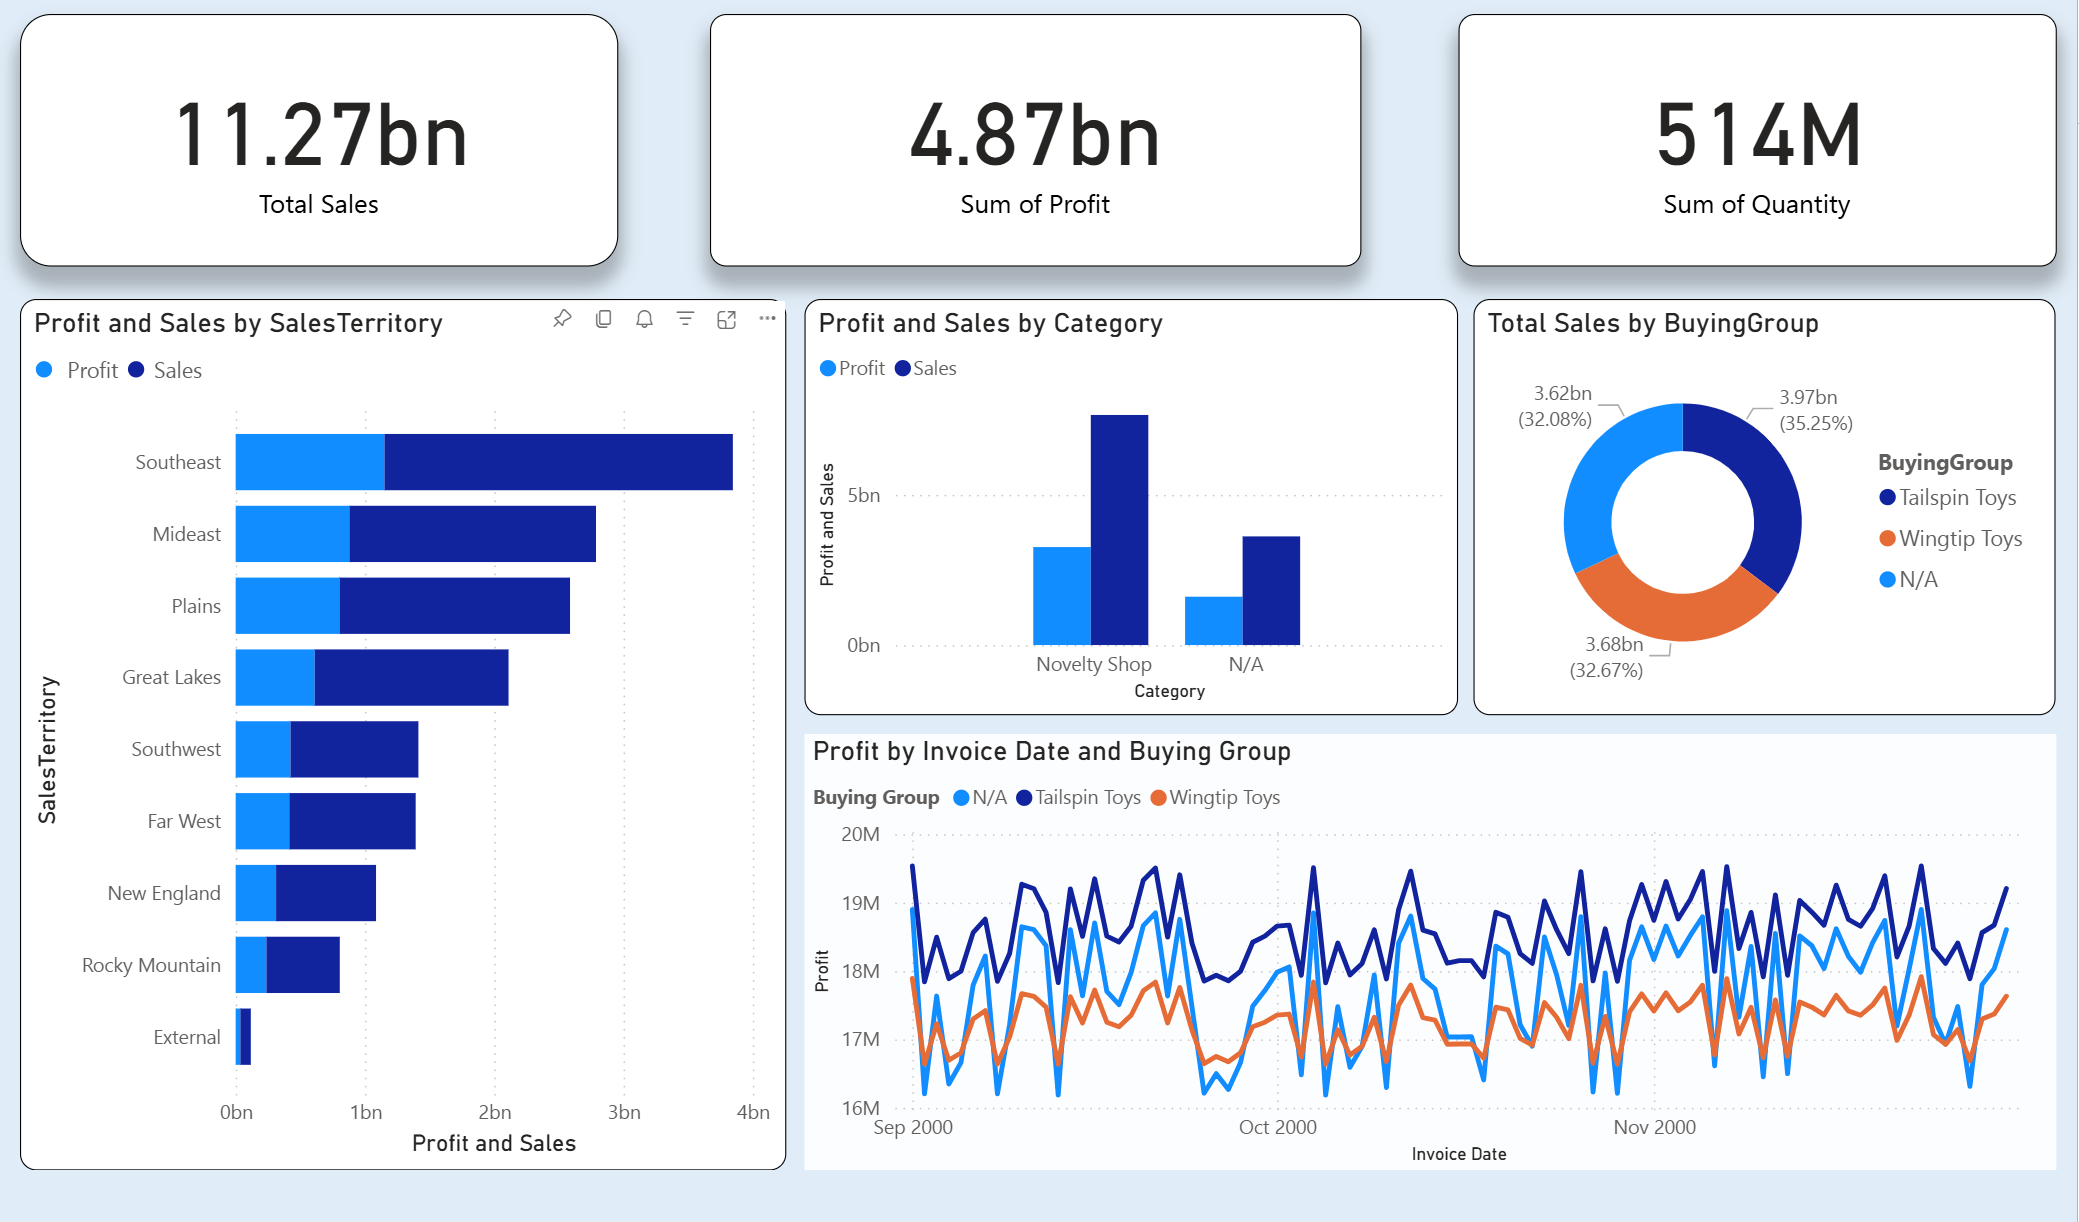 11.27bn
Total Sales
4.87bn
Sum of Profit
514M
Sum of Quantity
Profit and Sales by SalesTerritory
Profit Sales
SalesTerritory
Southeast
Mideast
Plains
Great Lakes
Southwest
Far West
New England
Rocky Mountain
External
0bn 1bn 2bn 3bn 4bn
Profit and Sales
Profit and Sales by Category
Profit Sales
Profit and Sales
5bn
0bn
Novelty Shop N/A
Category
Total Sales by BuyingGroup
3.62bn
(32.08%)
3.97bn
(35.25%)
3.68bn
(32.67%)
BuyingGroup
Tailspin Toys
Wingtip Toys
N/A
Profit by Invoice Date and Buying Group
Buying Group N/A Tailspin Toys Wingtip Toys
Profit
20M
19M
18M
17M
16M
Sep 2000 Oct 2000 Nov 2000
Invoice Date